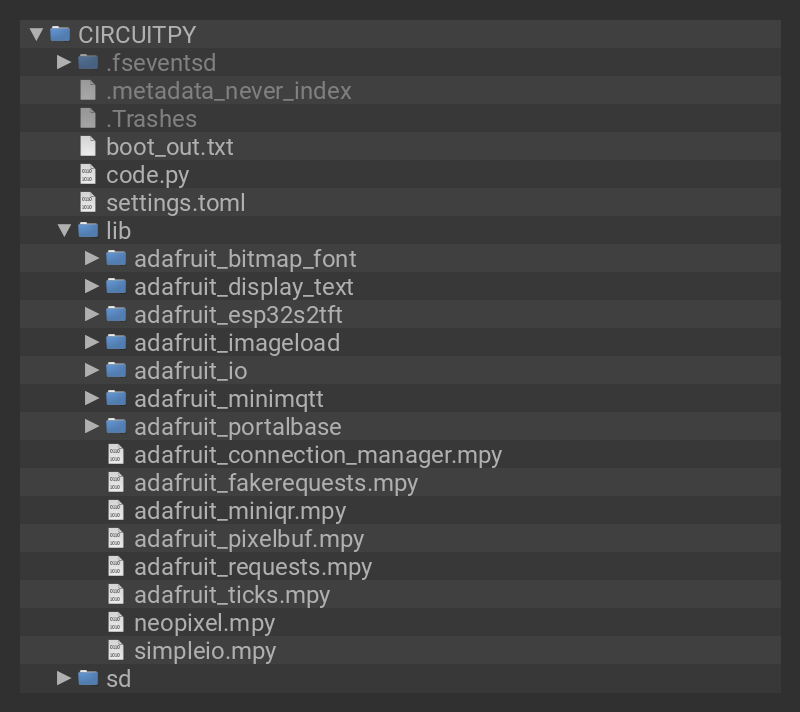 CIRCUITPY
.fseventsd
.metadata_never_index
.Trashes
boot_out.txt
code.py
settings.toml
lib
adafruit_bitmap_font
adafruit_display_text
adafruit_esp32s2tft
adafruit_imageload
adafruit_io
adafruit_minimqtt
adafruit_portalbase
adafruit_connection_manager.mpy
adafruit_fakerequests.mpy
adafruit_miniqr.mpy
adafruit_pixelbuf.mpy
adafruit_requests.mpy
adafruit_ticks.mpy
neopixel.mpy
simpleio.mpy
sd